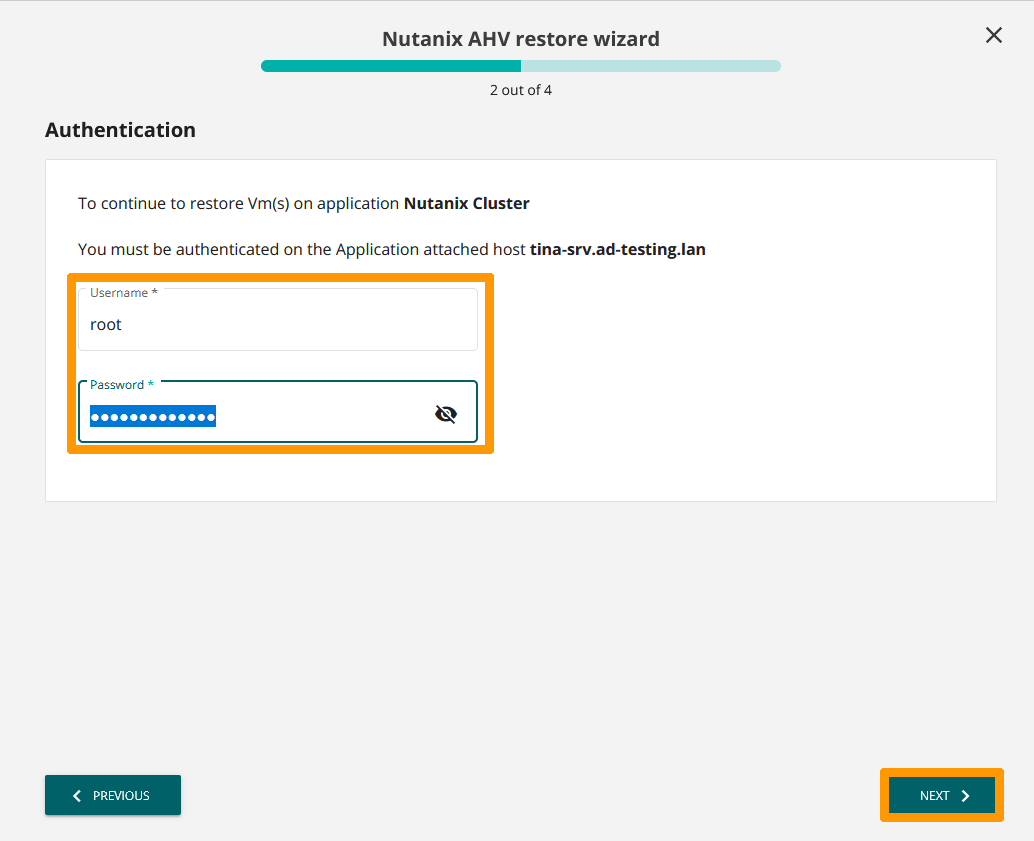 Nutanix AHV restore wizard
2 out of 4
Authentication
To continue to restore Vm(s) on application Nutanix Cluster
You must be authenticated on the Application attached host tina-srv.ad-testing.lan
Username *
root
Password *
•••••••••••••
PREVIOUS
NEXT